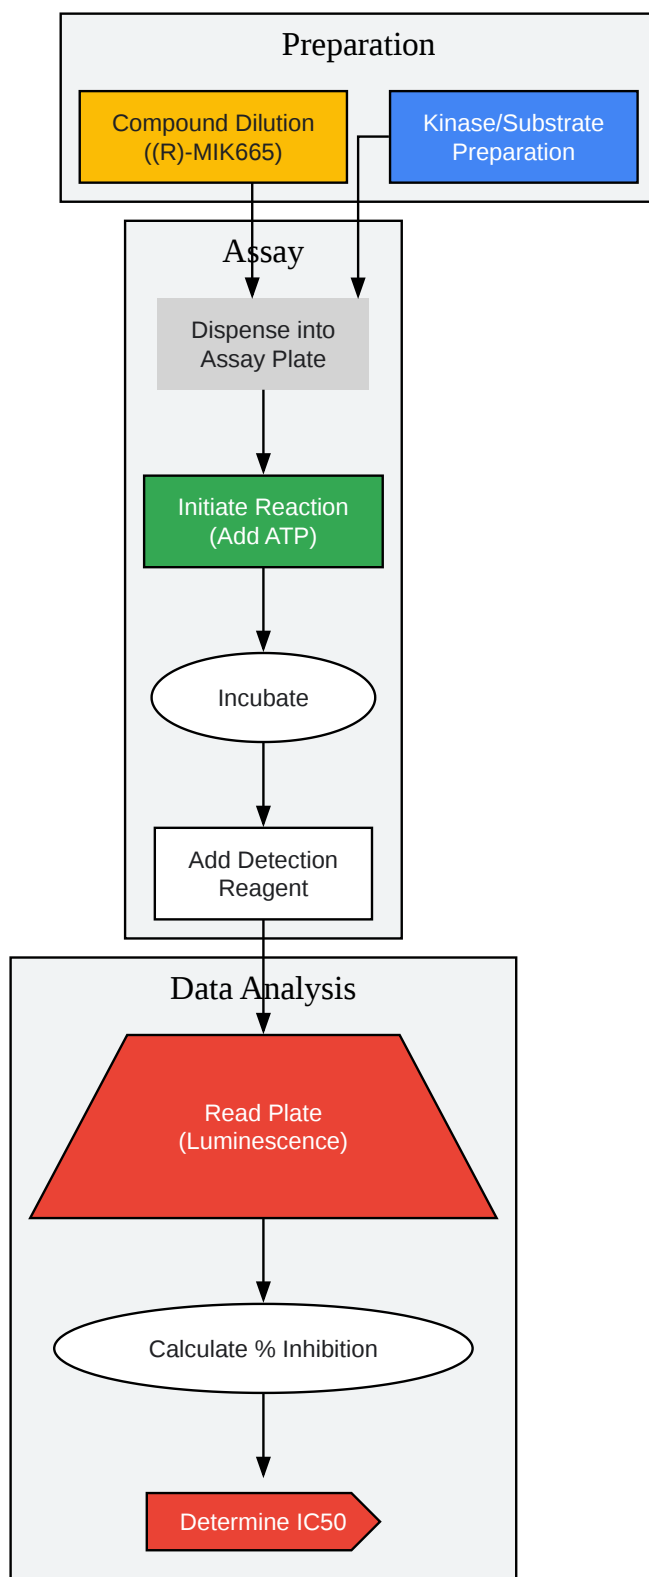 Preparation
Compound Dilution
((R)-MIK665)
Kinase/Substrate
Preparation
Assay
Dispense into
Assay Plate
Initiate Reaction
(Add ATP)
Incubate
Add Detection
Reagent
Data Analysis
Read Plate
(Luminescence)
Calculate % Inhibition
Determine IC50